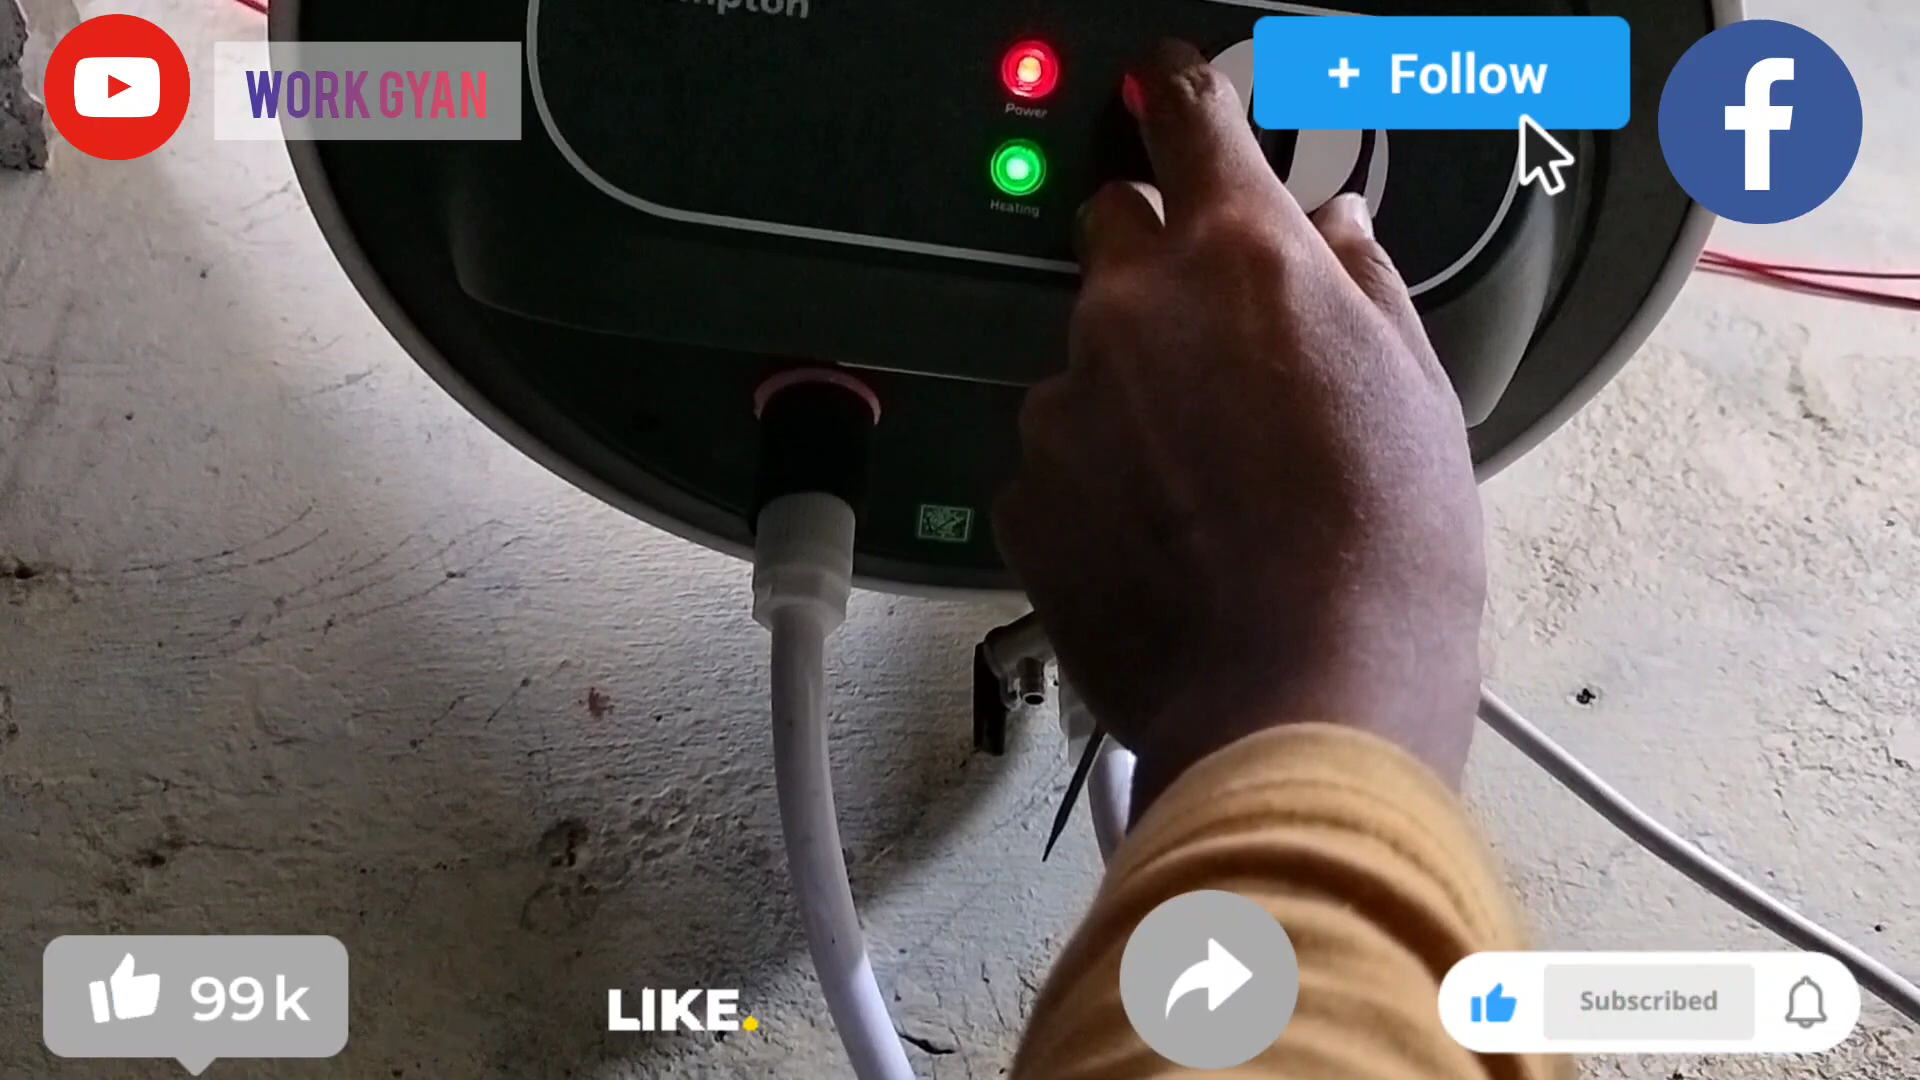 WORK GYAN
+ Follow
Power
Heating
99k
LIKE.
Subscribed